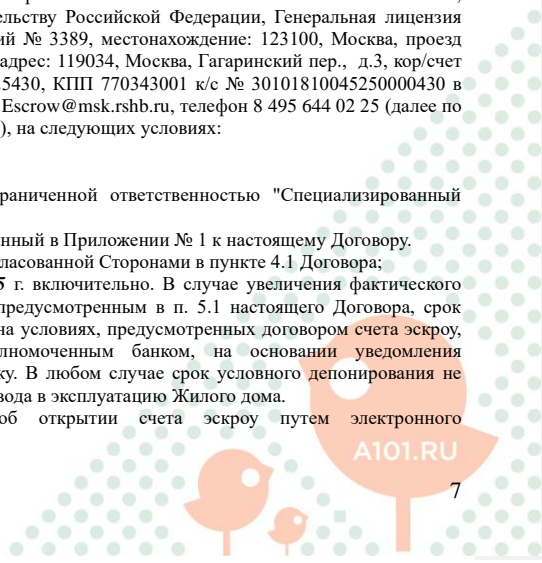 ельству Российской Федерации, Генеральная лицензия
ий № 3389, местонахождение: 123100, Москва, проезд
адрес: 119034, Москва, Гагаринский пер., д.3, кор/счет
5430, КПП 770343001 к/с № 30101810045250000430 в
Escrow@msk.rshb.ru, телефон 8 495 644 02 25 (далее по
), на следующих условиях:
раниченной ответственностью "Специализированный
нный в Приложении № 1 к настоящему Договору.
гласованной Сторонами в пункте 4.1 Договора;
5 г. включительно. В случае увеличения фактического
предусмотренным в п. 5.1 настоящего Договора, срок
на условиях, предусмотренных договором счета эскроу,
лномоченным банком, на основании уведомления
ку. В любом случае срок условного депонирования не
вода в эксплуатацию Жилого дома.
об открытии счета эскроу путем электронного
A101.RU
7